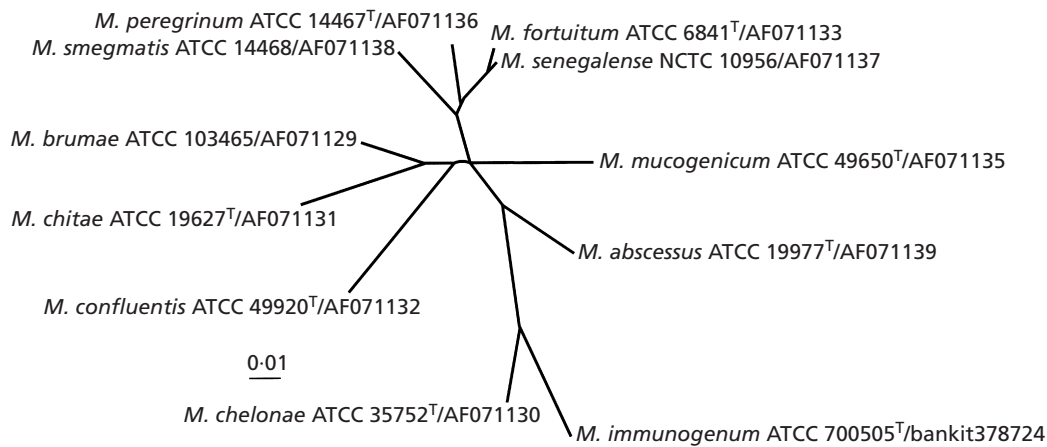 M. peregrinum ATCC 14467ᵀ/AF071136
M. fortuitum ATCC 6841ᵀ/AF071133
M. smegmatis ATCC 14468/AF071138
M. senegalense NCTC 10956/AF071137
M. brumae ATCC 103465/AF071129
M. mucogenicum ATCC 49650ᵀ/AF071135
M. chitae ATCC 19627ᵀ/AF071131
M. abscessus ATCC 19977ᵀ/AF071139
M. confluentis ATCC 49920ᵀ/AF071132
0·01
M. chelonae ATCC 35752ᵀ/AF071130
M. immunogenum ATCC 700505ᵀ/bankit378724